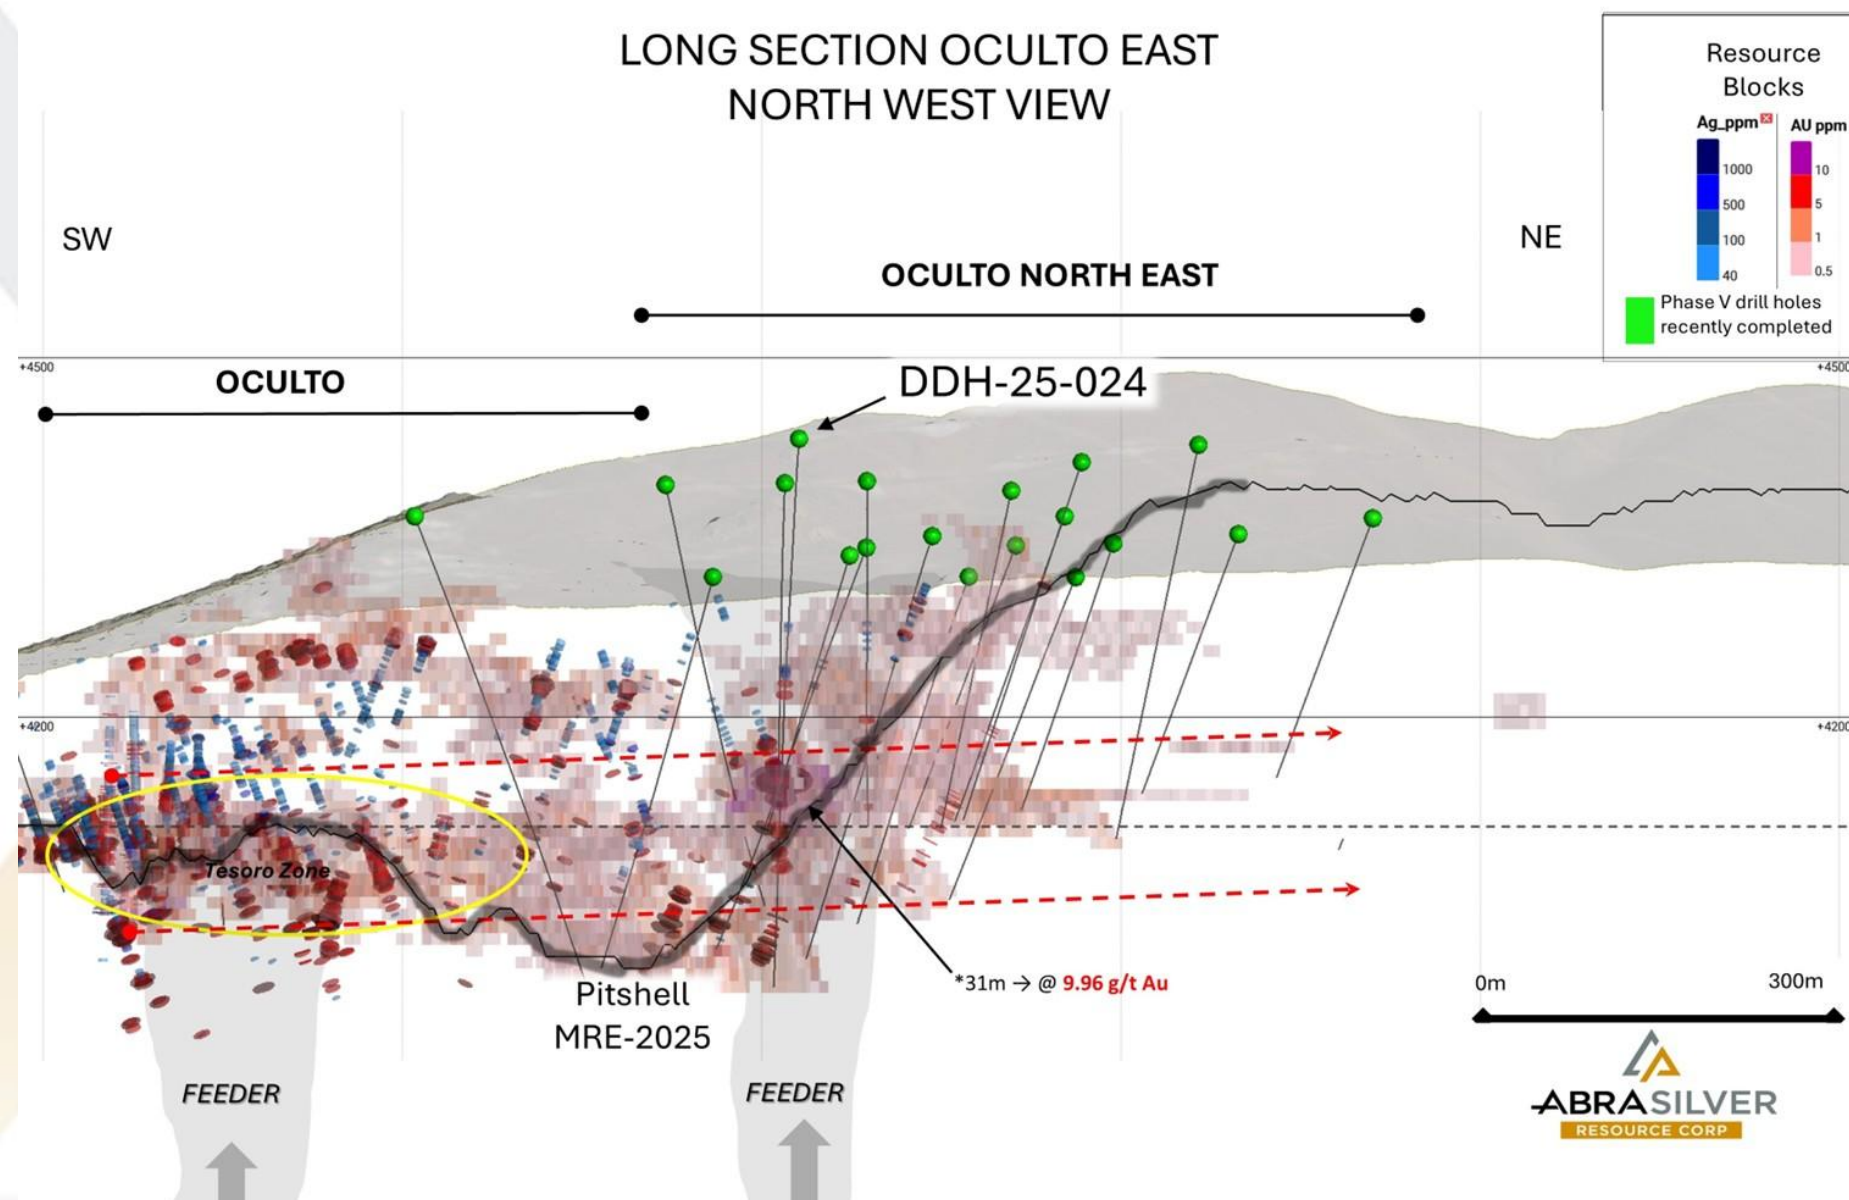 LONG SECTION OCULTO EAST
NORTH WEST VIEW
Resource
Blocks
Ag_ppm
AU ppm
1000
500
100
40
10
5
1
0.5
Phase V drill holes
recently completed
SW
NE
OCULTO NORTH EAST
+4500
+4500
OCULTO
DDH-25-024
+4200
+4200
Tesoro Zone
*31m → @ 9.96 g/t Au
Pitshell
MRE-2025
0m
300m
FEEDER
FEEDER
ABRASILVER
RESOURCE CORP